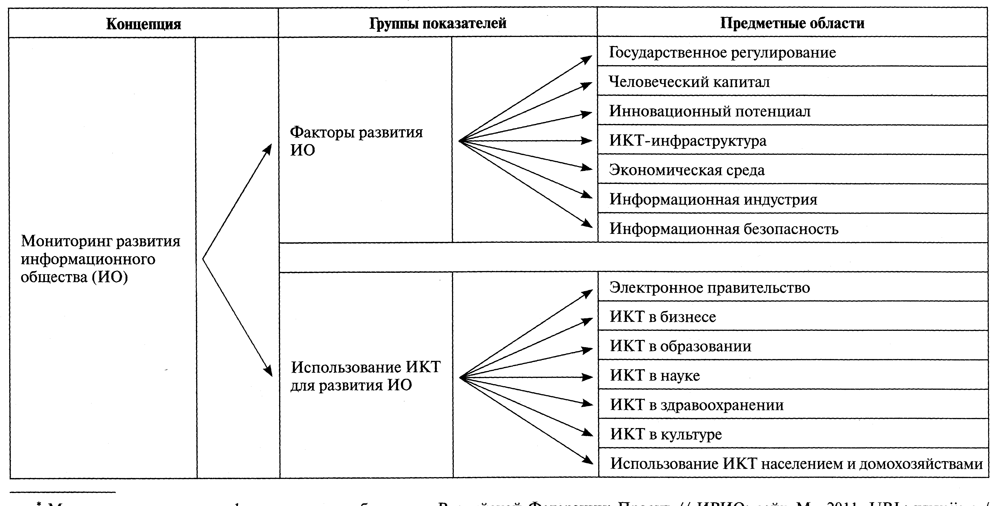 Концепция
Группы показателей
Предметные области
Мониторинг развития
информационного
общества (ИО)
Факторы развития
ИО
Государственное регулирование
Человеческий капитал
Инновационный потенциал
ИКТ-инфраструктура
Экономическая среда
Информационная индустрия
Информационная безопасность
Использование ИКТ
для развития ИО
Электронное правительство
ИКТ в бизнесе
ИКТ в образовании
ИКТ в науке
ИКТ в здравоохранении
ИКТ в культуре
Использование ИКТ населением и домохозяйствами